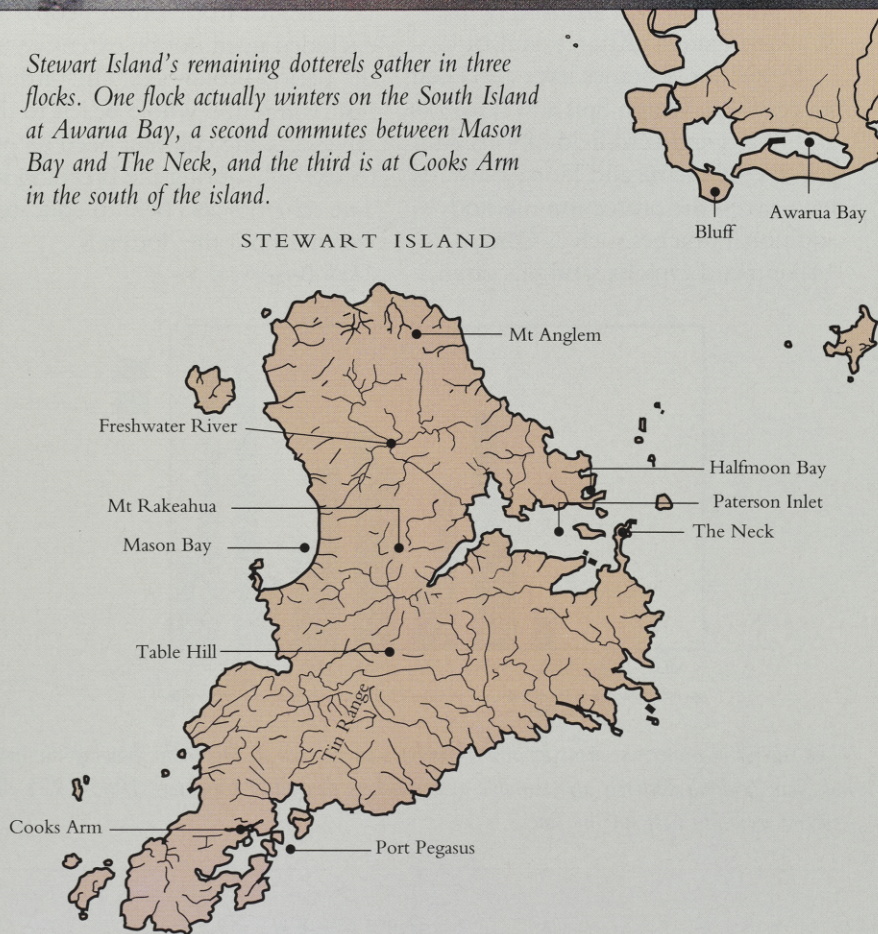 Stewart Island's remaining dotterels gather in three
flocks. One flock actually winters on the South Island
at Awarua Bay, a second commutes between Mason
Bay and The Neck, and the third is at Cooks Arm
in the south of the island.
Awarua Bay
Bluff
STEWART ISLAND
Mt Anglem
Freshwater River
Halfmoon Bay
Mt Rakeahua
Paterson Inlet
The Neck
Mason Bay
Table Hill
Tin Range
Cooks Arm
Port Pegasus